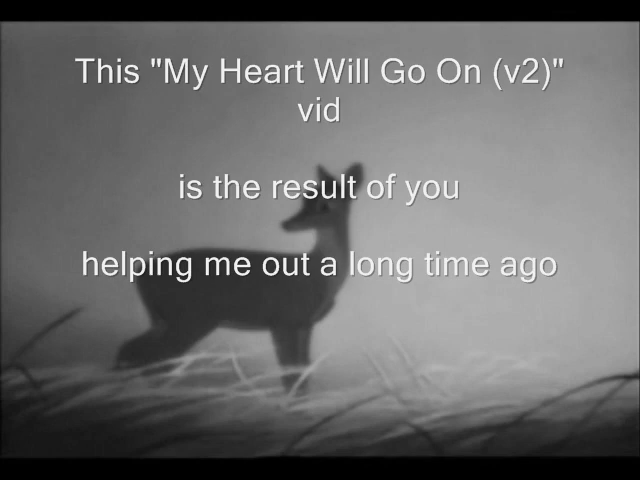 This "My Heart Will Go On (v2)"
vid
is the result of you
helping me out a long time ago